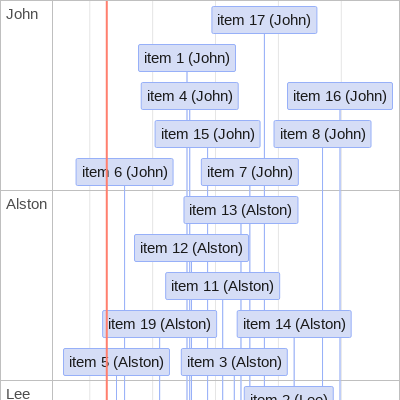 John
item 17 (John)
item 1 (John)
item 4 (John)
item 16 (John)
item 15 (John)
item 8 (John)
item 6 (John)
item 7 (John)
Alston
item 13 (Alston)
item 12 (Alston)
item 11 (Alston)
item 19 (Alston)
item 14 (Alston)
item 5 (Alston)
item 3 (Alston)
Lee
item 2 (Lee)